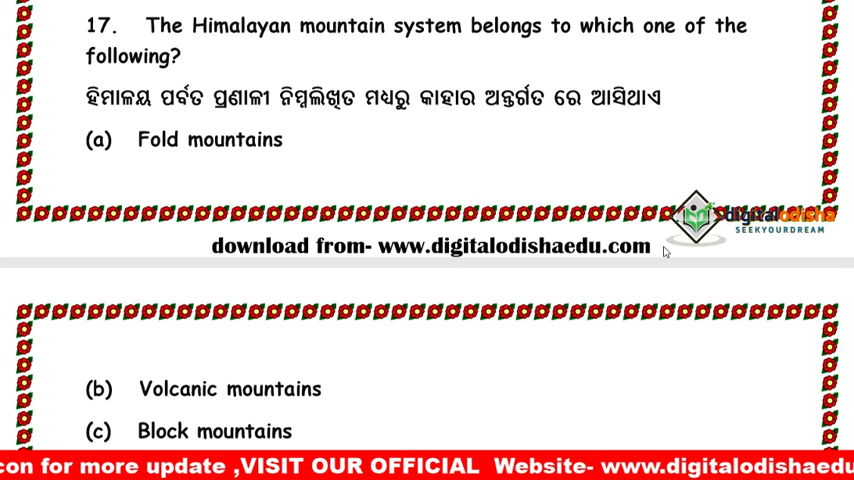 17. The Himalayan mountain system belongs to which one of the
following?
ହିମାଳୟ ପର୍ବତ ପ୍ରଣାଳୀ ନିମ୍ନଲିଖିତ ମଧ୍ୟରୁ କାହାର ଅନ୍ତର୍ଗତ ରେ ଆସିଥାଏ
(a) Fold mountains
digitalodisha
SEEKYOURDREAM
download from- www.digitalodishaedu.com
(b) Volcanic mountains
(c) Block mountains
con for more update ,VISIT OUR OFFICIAL Website- www.digitalodishaedu